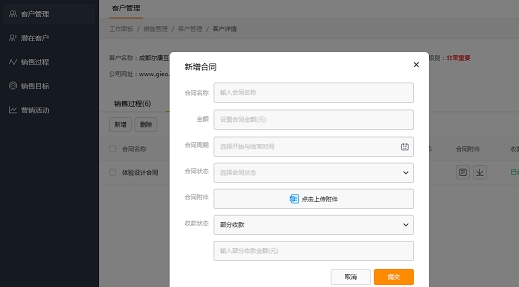 客户管理
潜在客户
销售过程
销售目标
营销活动
客户管理
工作面板 / 销售管理 / 客户管理 / 客户详情
客户名称：成都尔康互
级别：非常重要
公司网址：www.gieo.
销售过程(6)
新增 删除
合同名称 合同附件 收款
体验设计合同
新增合同
合同名称 输入合同名称
金额 设置合同金额(元)
合同周期 选择开始与结束时间
合同状态 选择合同状态
合同附件 点击上传附件
收款状态 部分收款
输入部分收款金额(元)
取消 提交